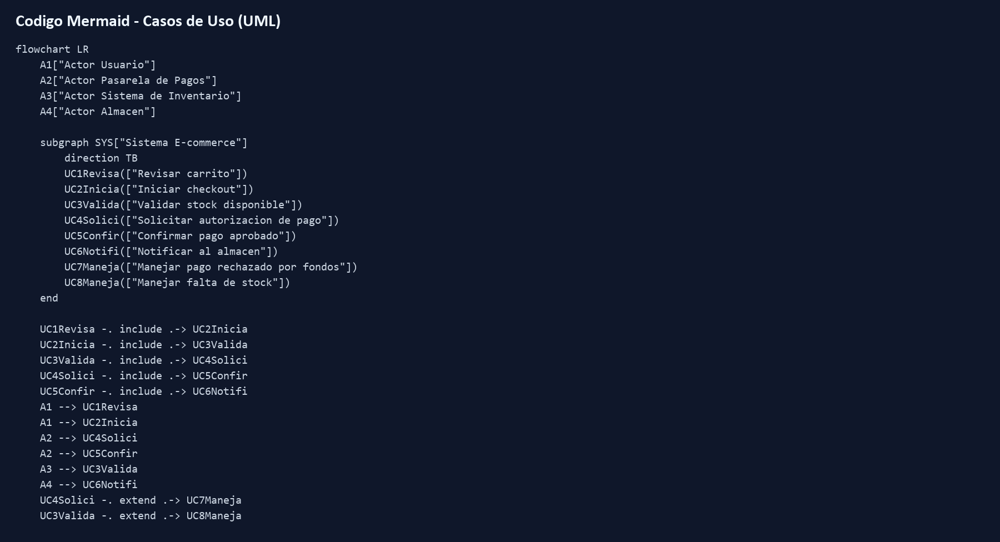 Codigo Mermaid - Casos de Uso (UML)
flowchart LR
    A1["Actor Usuario"]
    A2["Actor Pasarela de Pagos"]
    A3["Actor Sistema de Inventario"]
    A4["Actor Almacen"]

    subgraph SYS["Sistema E-commerce"]
        direction TB
        UC1Revisa(["Revisar carrito"])
        UC2Inicia(["Iniciar checkout"])
        UC3Valida(["Validar stock disponible"])
        UC4Solici(["Solicitar autorizacion de pago"])
        UC5Confir(["Confirmar pago aprobado"])
        UC6Notifi(["Notificar al almacen"])
        UC7Maneja(["Manejar pago rechazado por fondos"])
        UC8Maneja(["Manejar falta de stock"])
    end

    UC1Revisa -. include .-> UC2Inicia
    UC2Inicia -. include .-> UC3Valida
    UC3Valida -. include .-> UC4Solici
    UC4Solici -. include .-> UC5Confir
    UC5Confir -. include .-> UC6Notifi
    A1 --> UC1Revisa
    A1 --> UC2Inicia
    A2 --> UC4Solici
    A2 --> UC5Confir
    A3 --> UC3Valida
    A4 --> UC6Notifi
    UC4Solici -. extend .-> UC7Maneja
    UC3Valida -. extend .-> UC8Maneja